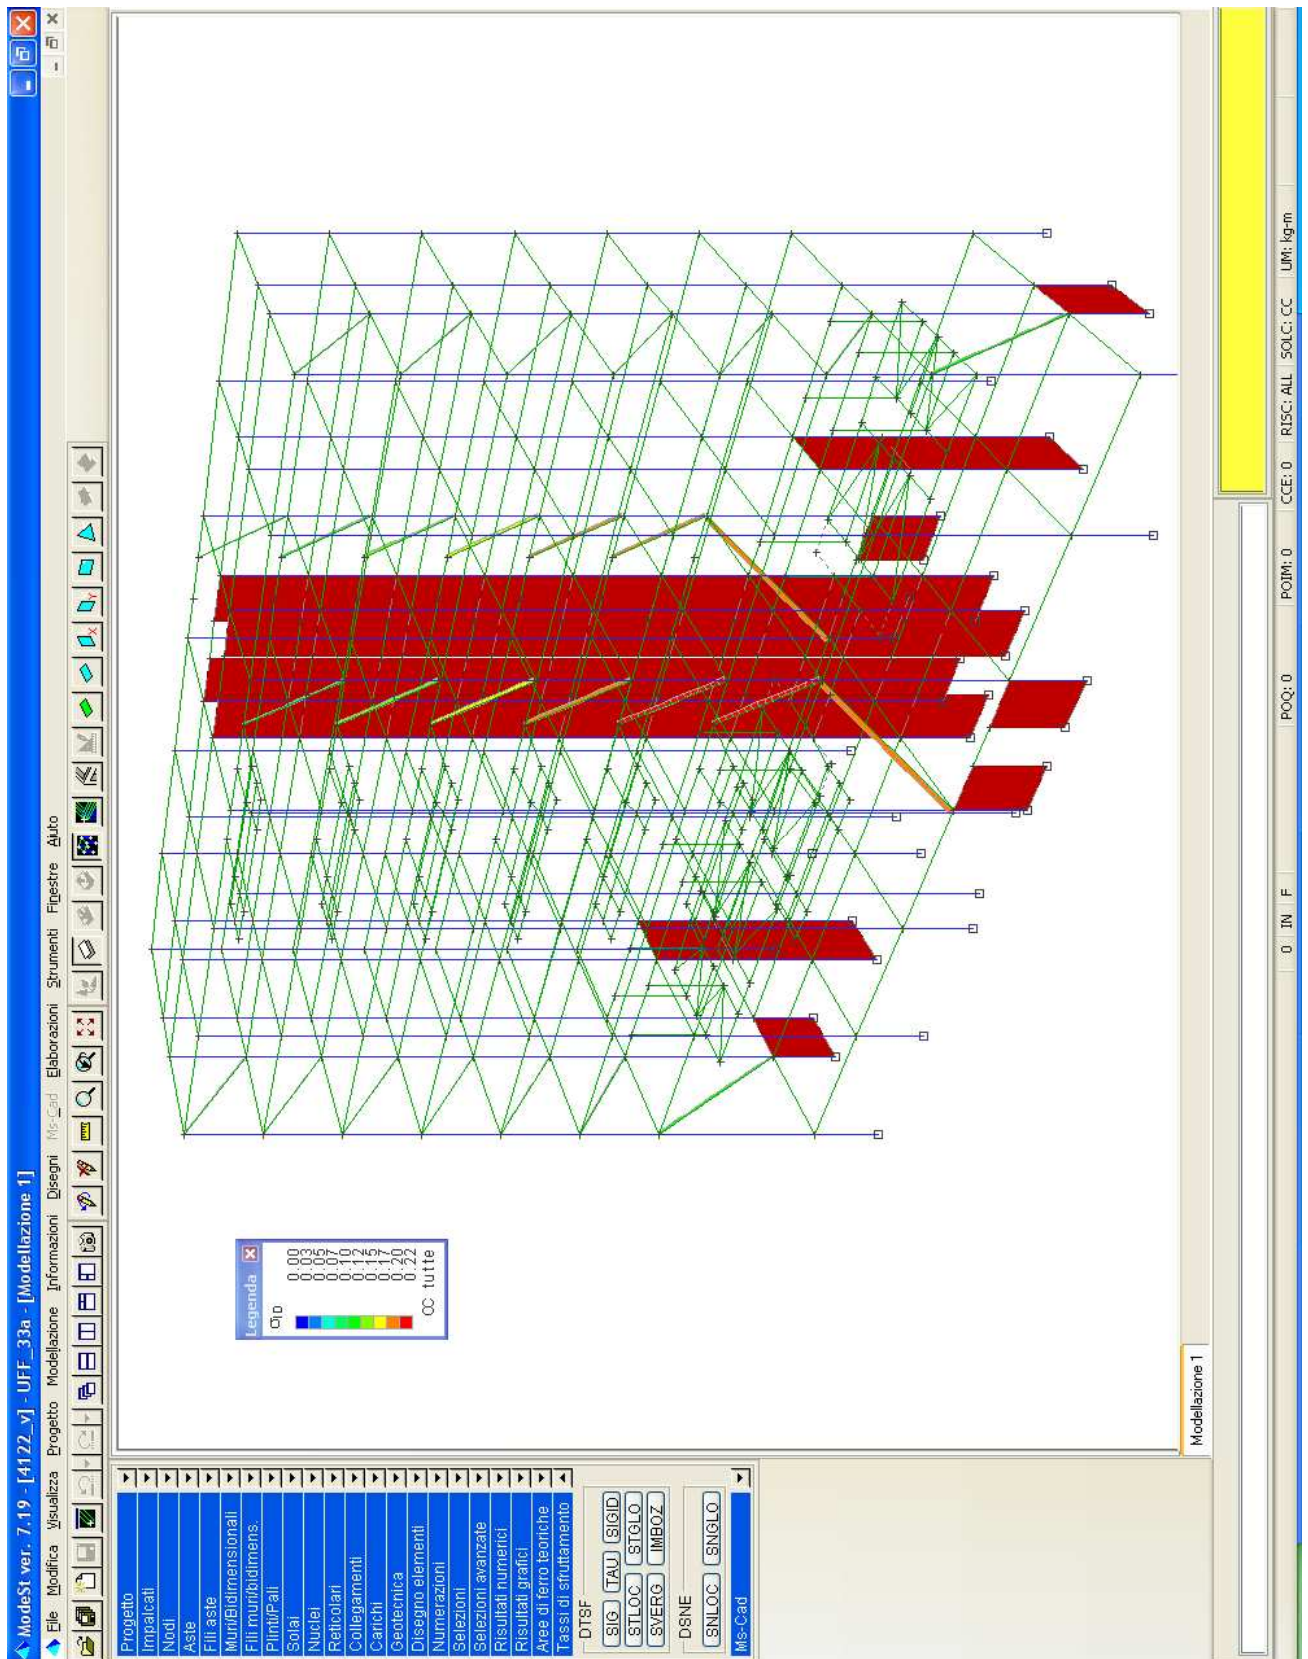 ModeSt ver. 7.19 - [4122_v] - UFF_33a - [Modellazione 1]
File Modifica Visualizza Progetto Modellazione Informazioni Disegni Ms-Cad Elaborazioni Strumenti Finestre Aiuto
Progetto
Impalcati
Nodi
Aste
Fili aste
Muri/Bidimensionali
Fili muri/bidimens.
Plinti/Pali
Solai
Nuclei
Reticolari
Collegamenti
Carichi
Geotecnica
Disegno elementi
Numerazioni
Selezioni
Selezioni avanzate
Risultati numerici
Risultati grafici
Aree di ferro teoriche
Tassi di sfruttamento
DTSF
SIG TAU SIGID
STLOC STGLO
SVERG IMBOZ
DSNE
SNLOC SNGLO
Ms-Cad
Legenda
σID
0.00
0.03
0.05
0.07
0.10
0.12
0.15
0.17
0.20
0.22
CC tutte
X
Y
Modellazione 1
0 IN F POQ: 0 POIM: 0 CCE: 0 RISC: ALL SOLC: CC UM: kg-m